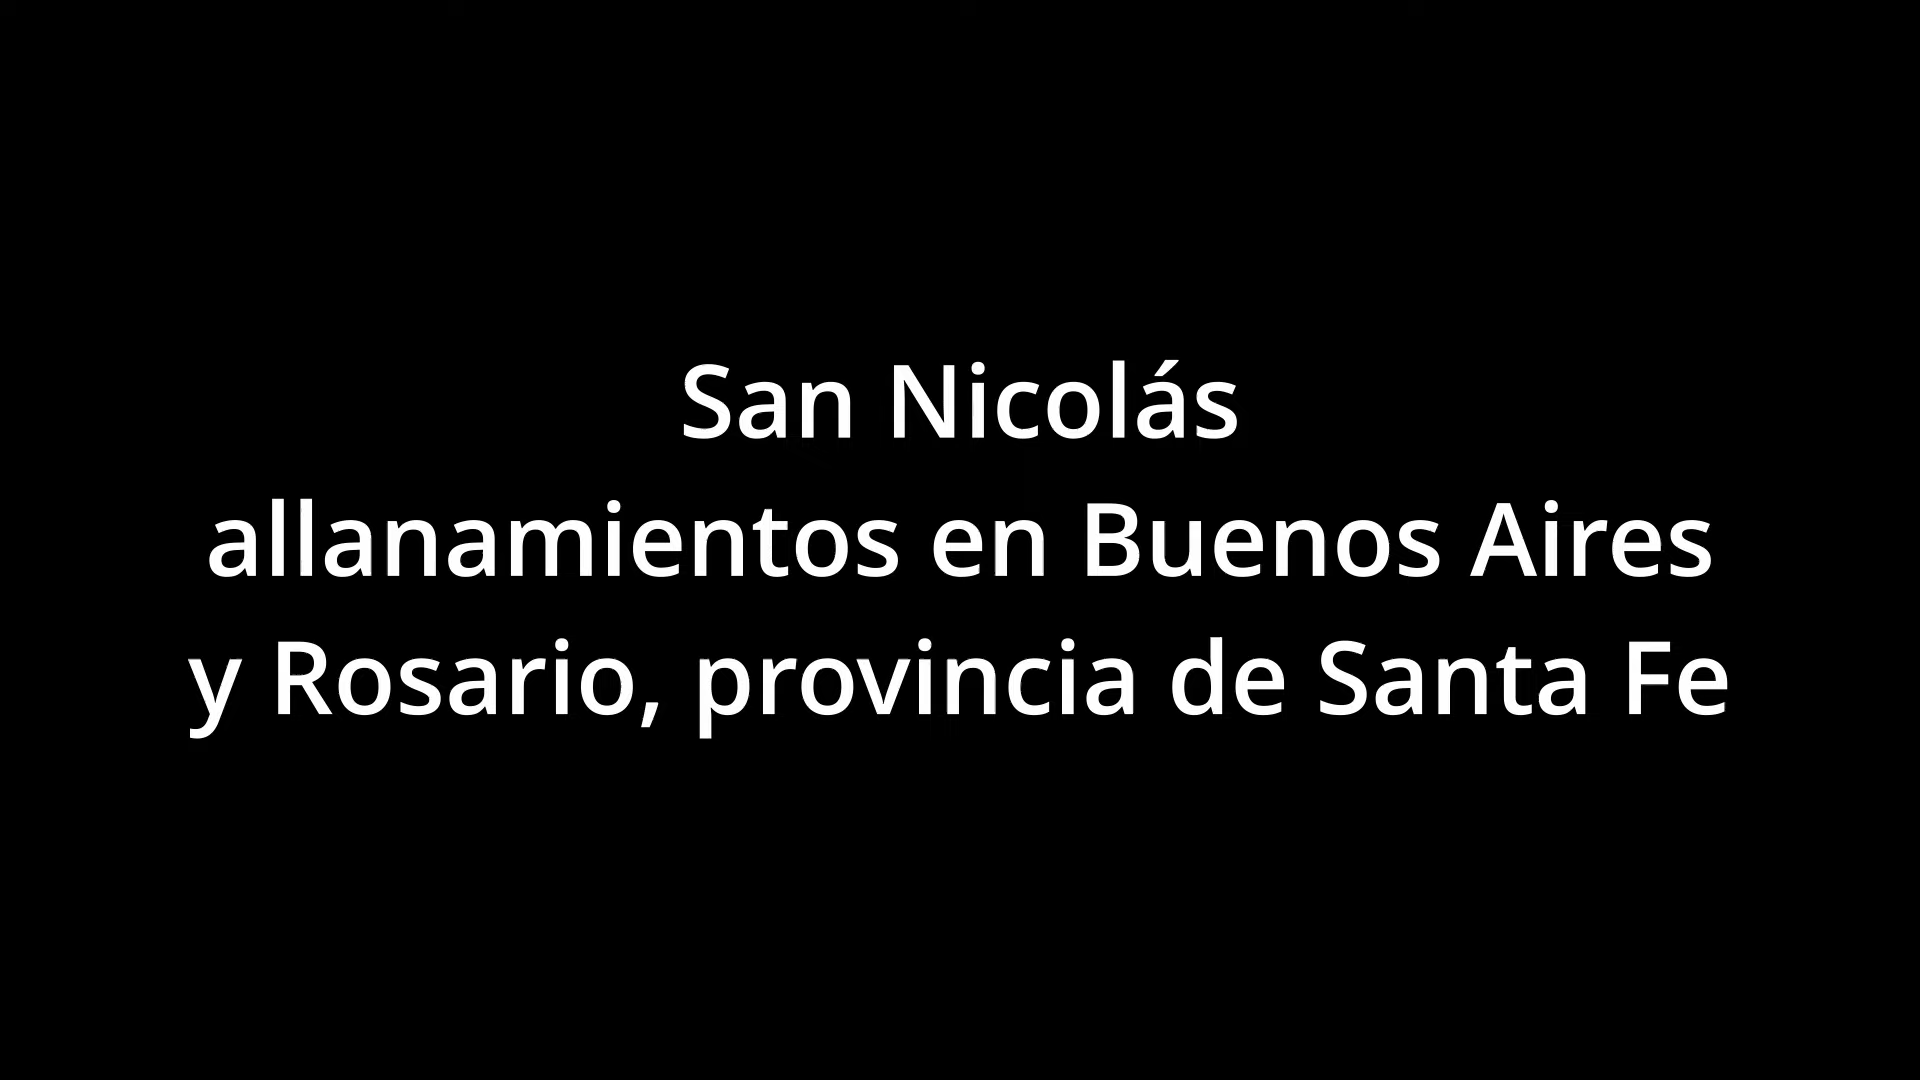 San Nicolás
allanamientos en Buenos Aires
y Rosario, provincia de Santa Fe